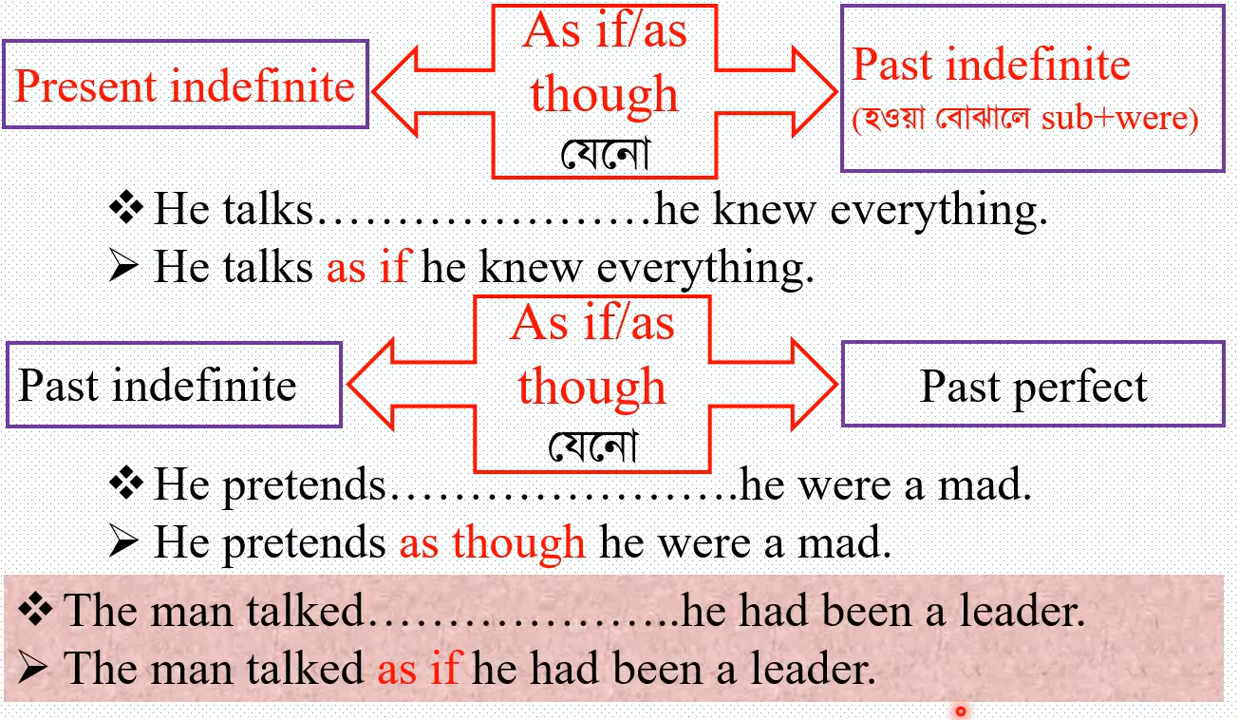 As if/as
though
যেনো
Present indefinite
Past indefinite
(হওয়া বোঝালে sub+were)
❖ He talks…………………he knew everything.
➢ He talks as if he knew everything.
As if/as
though
যেনো
Past indefinite
Past perfect
❖ He pretends………………….he were a mad.
➢ He pretends as though he were a mad.
❖ The man talked………………..he had been a leader.
➢ The man talked as if he had been a leader.